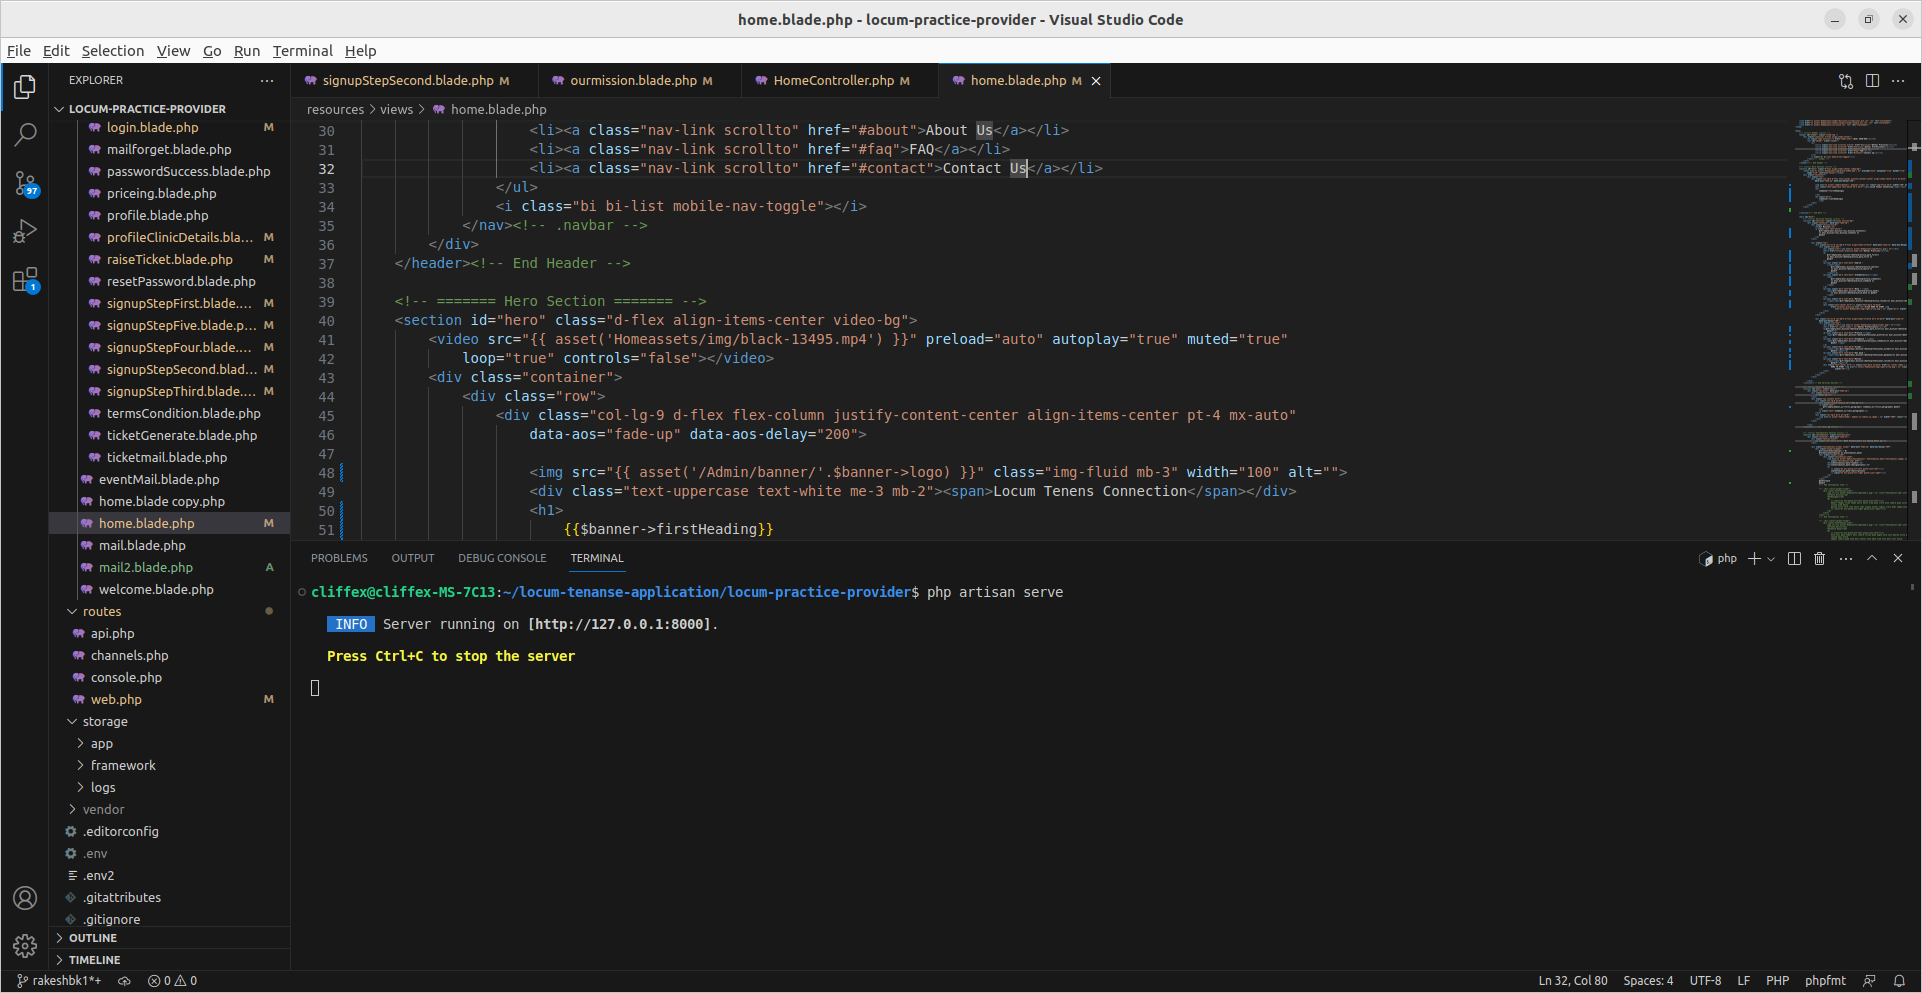 home.blade.php - locum-practice-provider - Visual Studio Code
File Edit Selection View Go Run Terminal Help
EXPLORER
LOCUM-PRACTICE-PROVIDER
login.blade.php M
mailforget.blade.php
passwordSuccess.blade.php
priceing.blade.php
profile.blade.php
profileClinicDetails.bla... M
raiseTicket.blade.php M
resetPassword.blade.php
signupStepFirst.blade.... M
signupStepFive.blade.p... M
signupStepFour.blade.... M
signupStepSecond.blad... M
signupStepThird.blade.... M
termsCondition.blade.php
ticketGenerate.blade.php
ticketmail.blade.php
eventMail.blade.php
home.blade copy.php
home.blade.php M
mail.blade.php
mail2.blade.php A
welcome.blade.php
routes
api.php
channels.php
console.php
web.php M
storage
app
framework
logs
vendor
.editorconfig
.env
.env2
.gitattributes
.gitignore
OUTLINE
TIMELINE
97
1
signupStepSecond.blade.php M ourmission.blade.php M HomeController.php M home.blade.php M
resources > views > home.blade.php
30 <li><a class="nav-link scrollto" href="#about">About Us</a></li>
31 <li><a class="nav-link scrollto" href="#faq">FAQ</a></li>
32 <li><a class="nav-link scrollto" href="#contact">Contact Us</a></li>
33 </ul>
34 <i class="bi bi-list mobile-nav-toggle"></i>
35 </nav><!-- .navbar -->
36 </div>
37 </header><!-- End Header -->
38
39 <!-- ======= Hero Section ======= -->
40 <section id="hero" class="d-flex align-items-center video-bg">
41 <video src="{{ asset('Homeassets/img/black-13495.mp4') }}" preload="auto" autoplay="true" muted="true"
42 loop="true" controls="false"></video>
43 <div class="container">
44 <div class="row">
45 <div class="col-lg-9 d-flex flex-column justify-content-center align-items-center pt-4 mx-auto"
46 data-aos="fade-up" data-aos-delay="200">
47
48 <img src="{{ asset('/Admin/banner/'.$banner->logo) }}" class="img-fluid mb-3" width="100" alt="">
49 <div class="text-uppercase text-white me-3 mb-2"><span>Locum Tenens Connection</span></div>
50 <h1>
51 {{$banner->firstHeading}}
PROBLEMS OUTPUT DEBUG CONSOLE TERMINAL
php
cliffex@cliffex-MS-7C13:~/locum-tenanse-application/locum-practice-provider$ php artisan serve
INFO Server running on [http://127.0.0.1:8000].
Press Ctrl+C to stop the server
rakeshbk1*+ 0 0
Ln 32, Col 80 Spaces: 4 UTF-8 LF PHP phpfmt